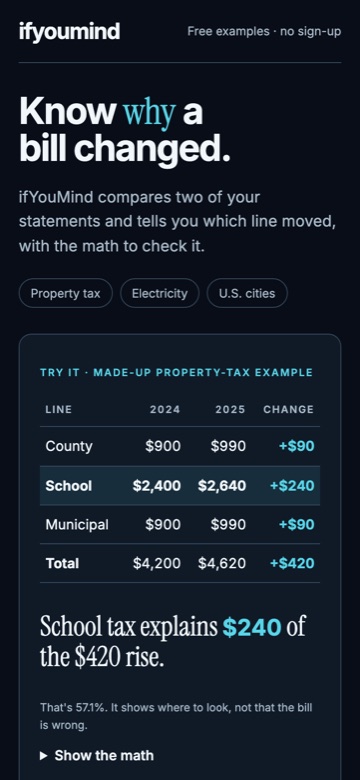 ifyoumind
Free examples · no sign-up
Know why a
bill changed.
ifYouMind compares two of your
statements and tells you which line moved,
with the math to check it.
Property tax
Electricity
U.S. cities
TRY IT · MADE-UP PROPERTY-TAX EXAMPLE
LINE 2024 2025 CHANGE
County $900 $990 +$90
School $2,400 $2,640 +$240
Municipal $900 $990 +$90
Total $4,200 $4,620 +$420
School tax explains $240 of
the $420 rise.
That's 57.1%. It shows where to look, not that the bill
is wrong.
Show the math